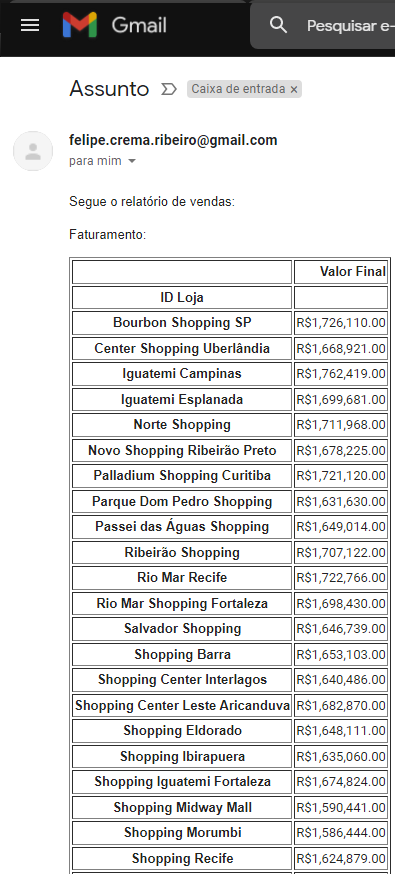 Gmail
Pesquisar e-
Assunto
Caixa de entrada ×
felipe.crema.ribeiro@gmail.com
para mim
Segue o relatório de vendas:
Faturamento:
Valor Final
ID Loja
Bourbon Shopping SP R$1,726,110.00
Center Shopping Uberlândia R$1,668,921.00
Iguatemi Campinas R$1,762,419.00
Iguatemi Esplanada R$1,699,681.00
Norte Shopping R$1,711,968.00
Novo Shopping Ribeirão Preto R$1,678,225.00
Palladium Shopping Curitiba R$1,721,120.00
Parque Dom Pedro Shopping R$1,631,630.00
Passei das Águas Shopping R$1,649,014.00
Ribeirão Shopping R$1,707,122.00
Rio Mar Recife R$1,722,766.00
Rio Mar Shopping Fortaleza R$1,698,430.00
Salvador Shopping R$1,646,739.00
Shopping Barra R$1,653,103.00
Shopping Center Interlagos R$1,640,486.00
Shopping Center Leste Aricanduva R$1,682,870.00
Shopping Eldorado R$1,648,111.00
Shopping Ibirapuera R$1,635,060.00
Shopping Iguatemi Fortaleza R$1,674,824.00
Shopping Midway Mall R$1,590,441.00
Shopping Morumbi R$1,586,444.00
Shopping Recife R$1,624,879.00